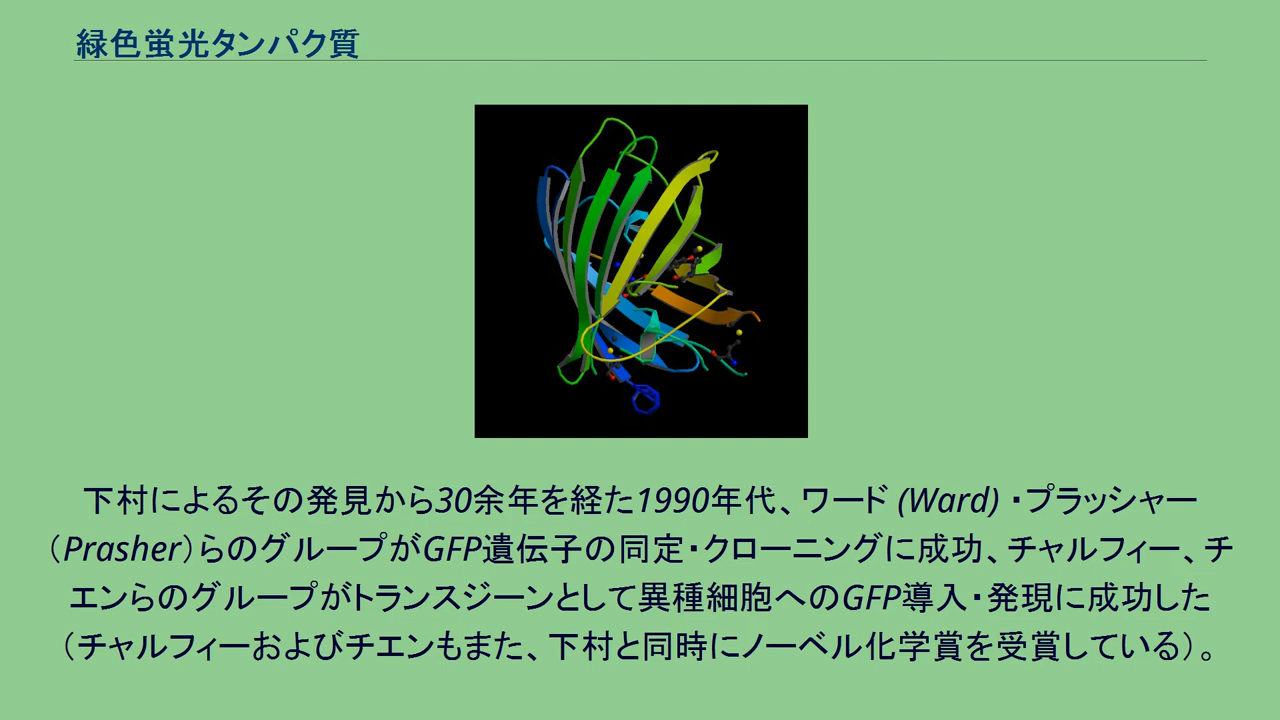 緑色蛍光タンパク質
下村によるその発見から30余年を経た1990年代、ワード (Ward) ・プラッシャー
（Prasher）らのグループがGFP遺伝子の同定・クローニングに成功、チャルフィー、チ
エンらのグループがトランスジーンとして異種細胞へのGFP導入・発現に成功した
（チャルフィーおよびチエンもまた、下村と同時にノーベル化学賞を受賞している）。